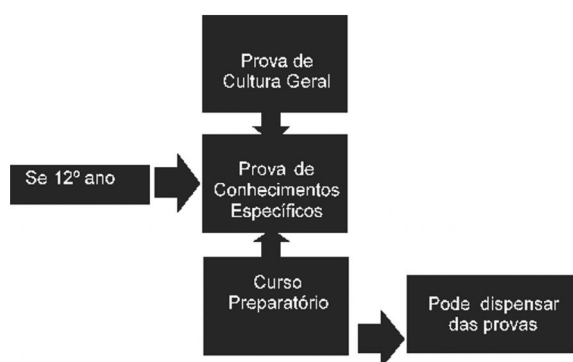 Prova de
Cultura Geral
Se 12º ano
Prova de
Conhecimentos
Específicos
Curso
Preparatório
Pode dispensar
das provas